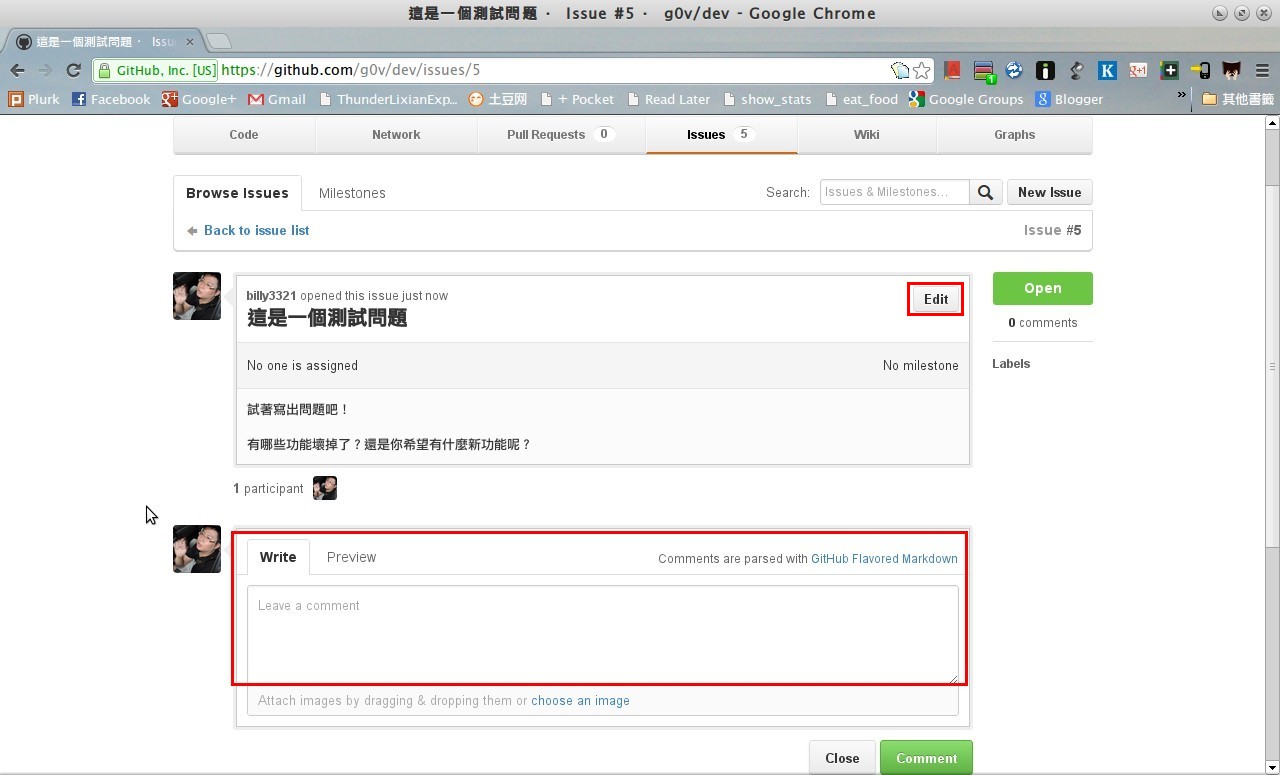 這是一個測試問題 · Issue #5 · g0v/dev - Google Chrome
這是一個測試問題 · Issu
GitHub, Inc. [US] https://github.com/g0v/dev/issues/5
Plurk Facebook Google+ Gmail ThunderLixianExp... 土豆网 + Pocket Read Later show_stats eat_food Google Groups Blogger » 其他書籤
Code Network Pull Requests 0 Issues 5 Wiki Graphs
Browse Issues Milestones Search: Issues & Milestones... New Issue
Back to issue list Issue #5
billy3321 opened this issue just now Edit Open
這是一個測試問題
0 comments
No one is assigned No milestone Labels
試著寫出問題吧！
有哪些功能壞掉了？還是你希望有什麼新功能呢？
1 participant
Write Preview Comments are parsed with GitHub Flavored Markdown
Leave a comment
Attach images by dragging & dropping them or choose an image
Close Comment